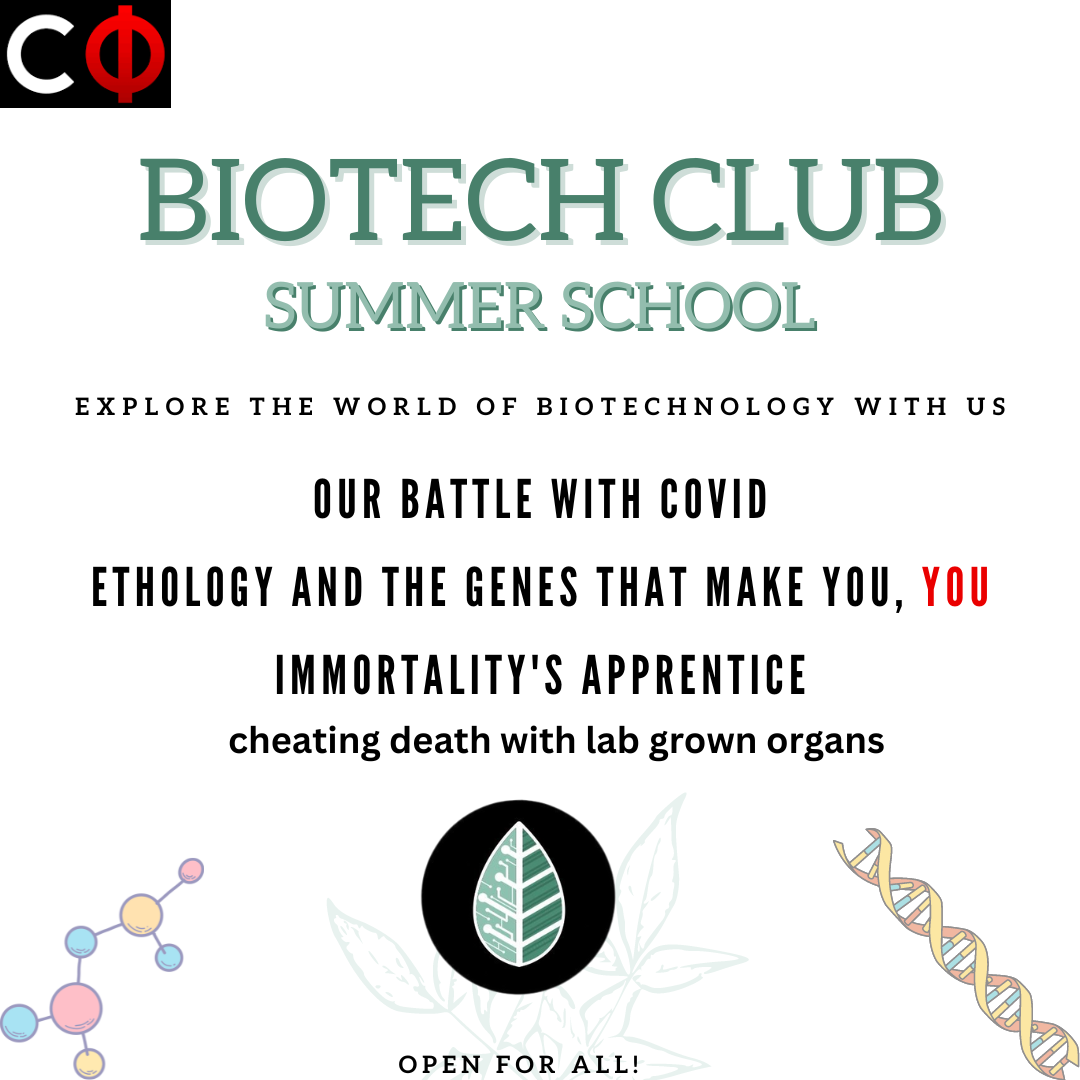 CΦ
BIOTECH CLUB
SUMMER SCHOOL
EXPLORE THE WORLD OF BIOTECHNOLOGY WITH US
OUR BATTLE WITH COVID
ETHOLOGY AND THE GENES THAT MAKE YOU, YOU
IMMORTALITY'S APPRENTICE
cheating death with lab grown organs
OPEN FOR ALL!